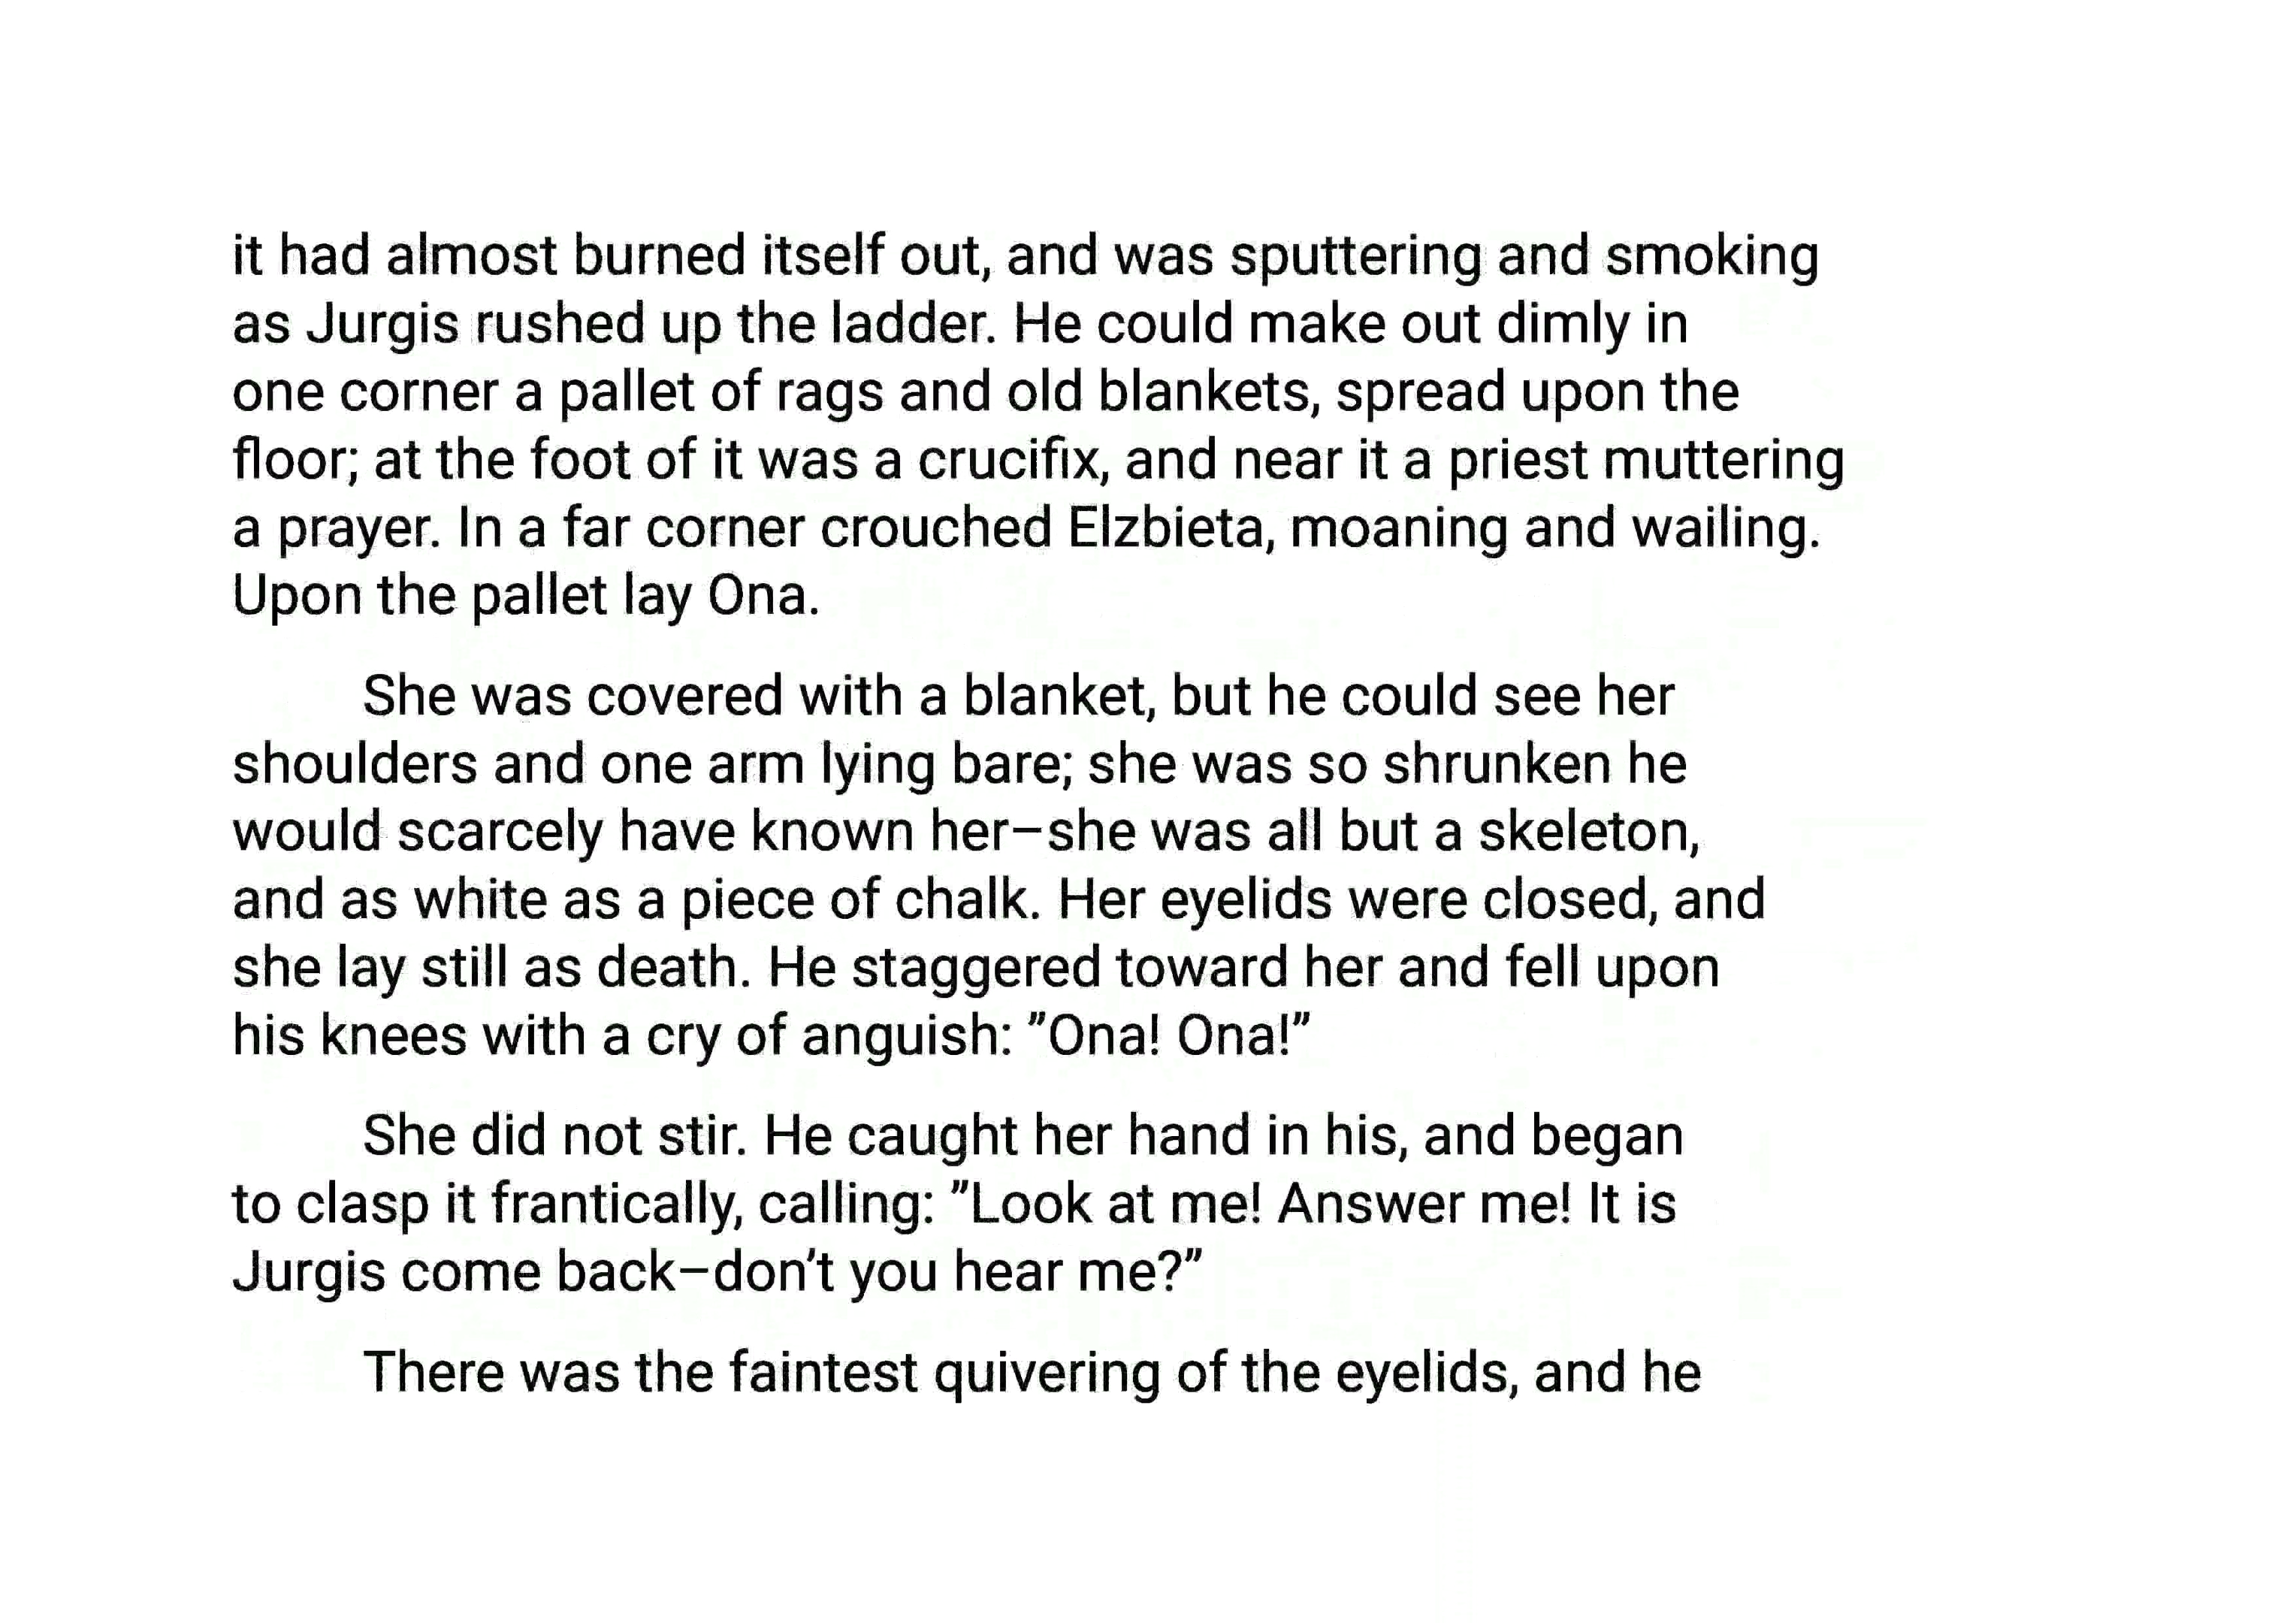 it had almost burned itself out, and was sputtering and smoking
as Jurgis rushed up the ladder. He could make out dimly in
one corner a pallet of rags and old blankets, spread upon the
floor; at the foot of it was a crucifix, and near it a priest muttering
a prayer. In a far corner crouched Elzbieta, moaning and wailing.
Upon the pallet lay Ona.
She was covered with a blanket, but he could see her
shoulders and one arm lying bare; she was so shrunken he
would scarcely have known her–she was all but a skeleton,
and as white as a piece of chalk. Her eyelids were closed, and
she lay still as death. He staggered toward her and fell upon
his knees with a cry of anguish: ”Ona! Ona!”
She did not stir. He caught her hand in his, and began
to clasp it frantically, calling: ”Look at me! Answer me! It is
Jurgis come back–don’t you hear me?”
There was the faintest quivering of the eyelids, and he